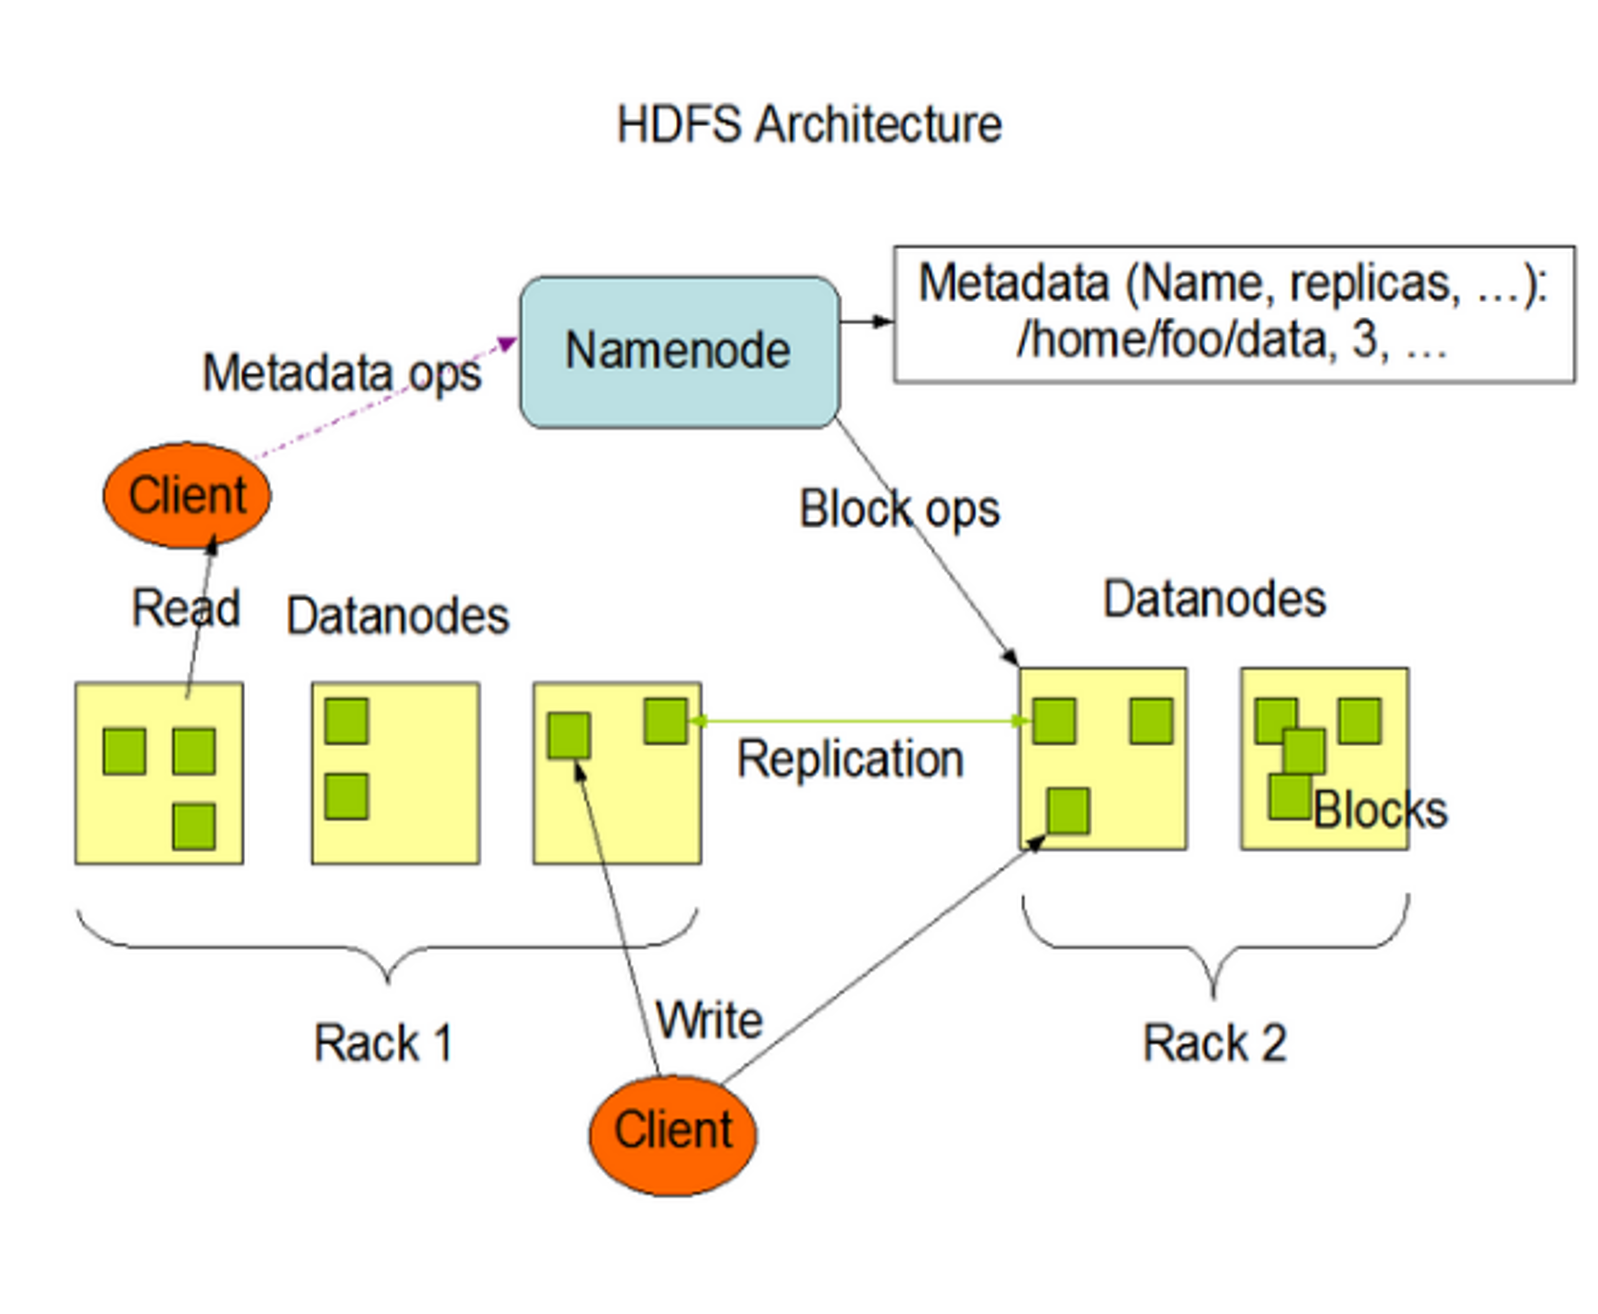 HDFS Architecture
Metadata (Name, replicas, ...):
/home/foo/data, 3, ...
Namenode
Metadata ops
Client
Block ops
Read
Datanodes
Datanodes
Replication
Blocks
Rack 1
Write
Rack 2
Client